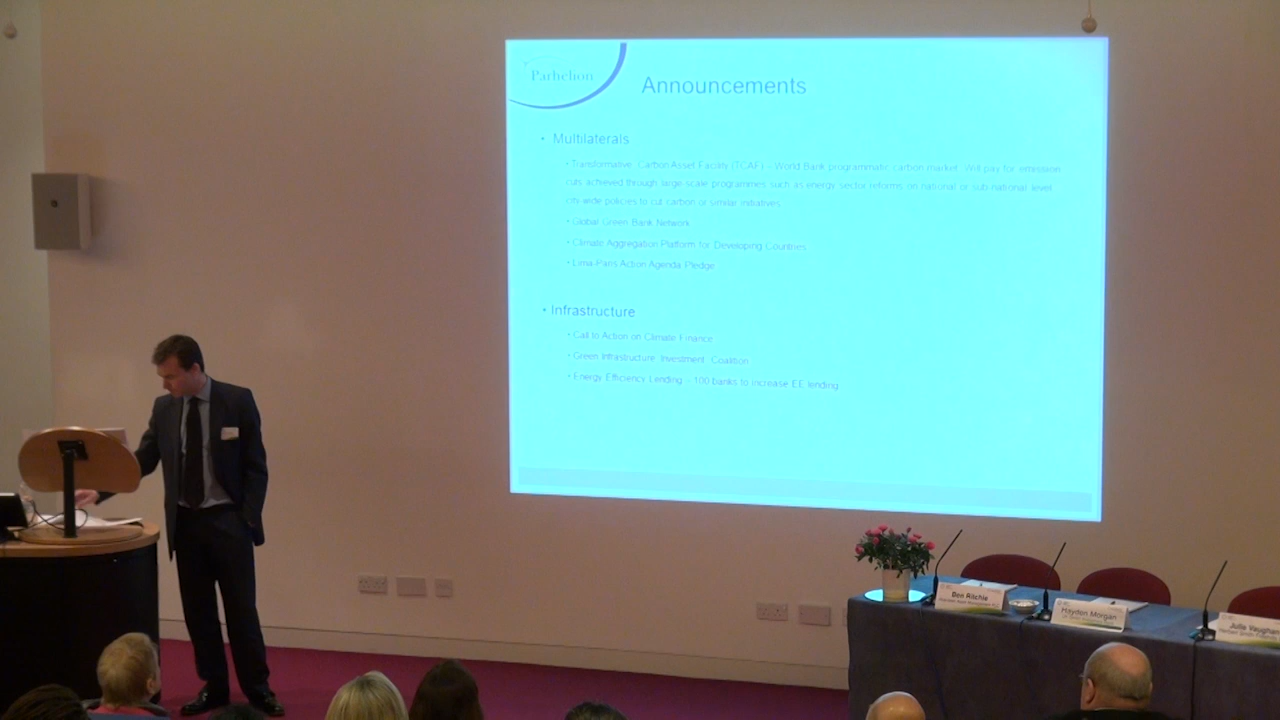 Parhelion
Announcements
• Multilaterals
• Transformative Carbon Asset Facility (TCAF) - World Bank programmatic carbon market. Will pay for emission
cuts achieved through large scale programmes such as energy sector reforms on national or sub national level
city wide policies to cut carbon or similar initiatives
• Global Green Bank Network
• Climate Aggregation Platform for Developing Countries
• Lima-Paris Action Agenda Pledge
• Infrastructure
• Call to Action on Climate Finance
• Green Infrastructure Investment Coalition
• Energy Efficiency Lending - 100 banks to increase EE lending
Ben Ritchie
Haydon Morgan
Julia Vaughan